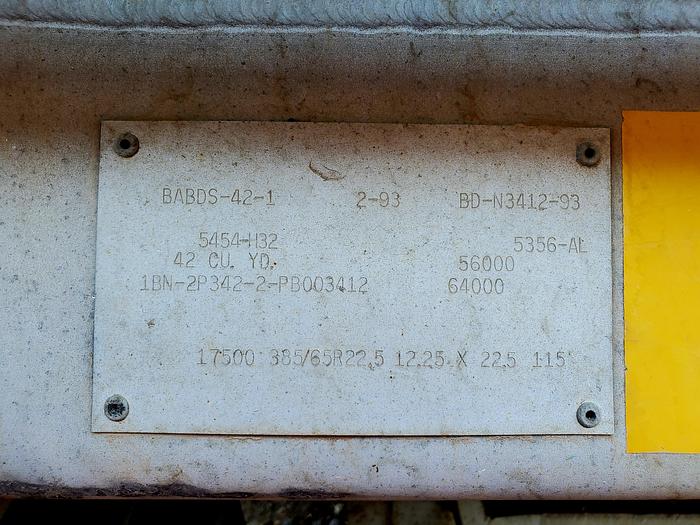 BABDS-42-1 2-93 BD-N3412-93
5454-H32 5356-AL
42 CU. YD. 56000
1BN-2P342-2-PB003412 64000
17500 385/65R22.5 12.25 X 22.5 115